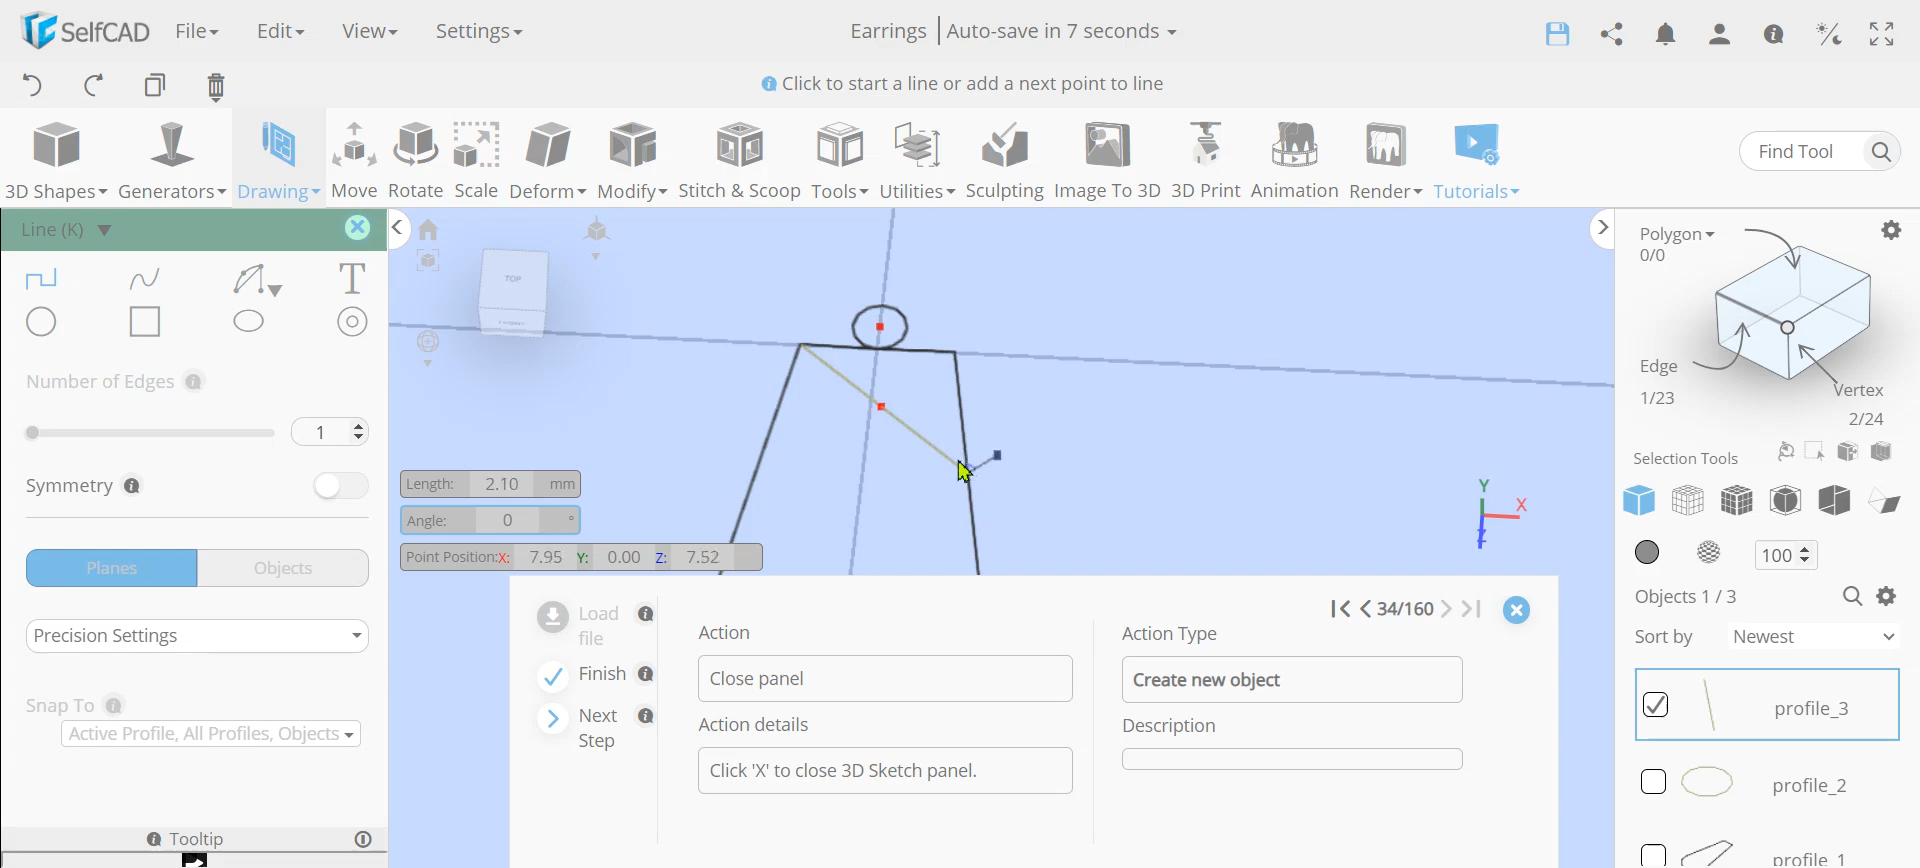 SelfCAD
File
Edit
View
Settings
Earrings
Auto-save in 7 seconds
Click to start a line or add a next point to line
3D Shapes
Generators
Drawing
Move
Rotate
Scale
Deform
Modify
Stitch & Scoop
Tools
Utilities
Sculpting
Image To 3D
3D Print
Animation
Render
Tutorials
Find Tool
Line (K)
T
Number of Edges
1
Symmetry
Planes
Objects
Precision Settings
Snap To
Active Profile, All Profiles, Objects
Tooltip
TOP
Length: 2.10 mm
Angle: 0 °
Point Position: X: 7.95 Y: 0.00 Z: 7.52
Y
X
Z
Load file
Finish
Next Step
Action
Close panel
Action details
Click 'X' to close 3D Sketch panel.
34/160
Action Type
Create new object
Description
Polygon
0/0
Edge
1/23
Vertex
2/24
Selection Tools
100
Objects 1 / 3
Sort by
Newest
profile_3
profile_2
profile_1